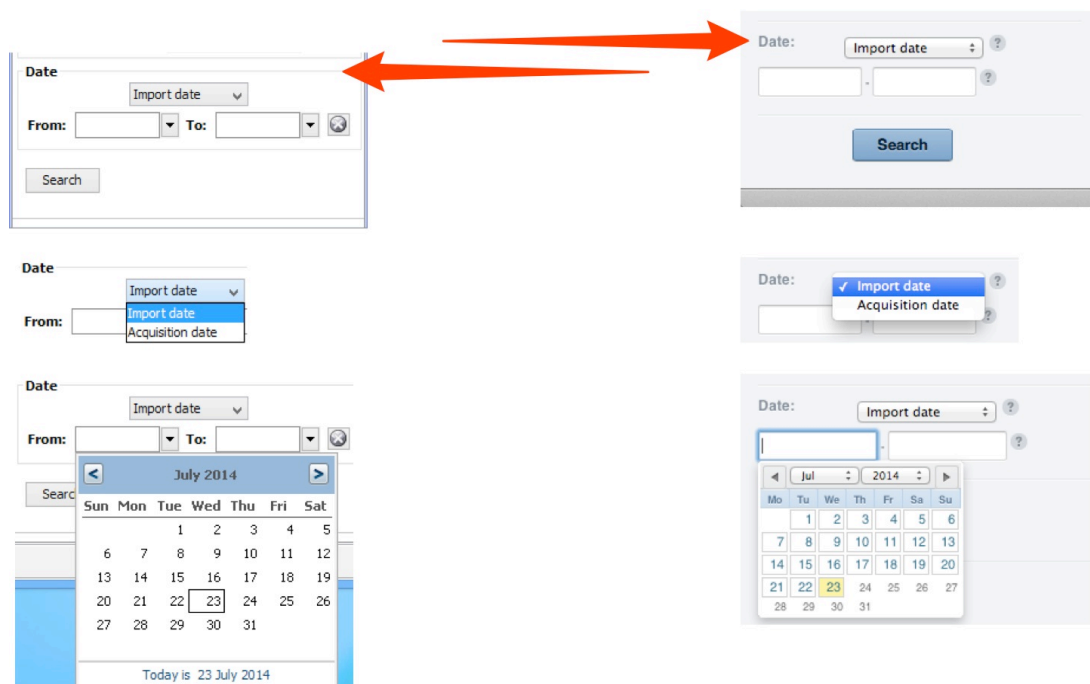 Date
Import date
From: To:
Search
Date
Import date
Import date
Acquisition date
From:
Date
Import date
From: To:
Searc
July 2014
Sun Mon Tue Wed Thu Fri Sat
1 2 3 4 5
6 7 8 9 10 11 12
13 14 15 16 17 18 19
20 21 22 23 24 25 26
27 28 29 30 31
Today is 23 July 2014
Date: Import date ?
- ?
Search
Date: ✓ Import date ?
Acquisition date
?
Date: Import date ?
- ?
Jul 2014
Mo Tu We Th Fr Sa Su
1 2 3 4 5 6
7 8 9 10 11 12 13
14 15 16 17 18 19 20
21 22 23 24 25 26 27
28 29 30 31